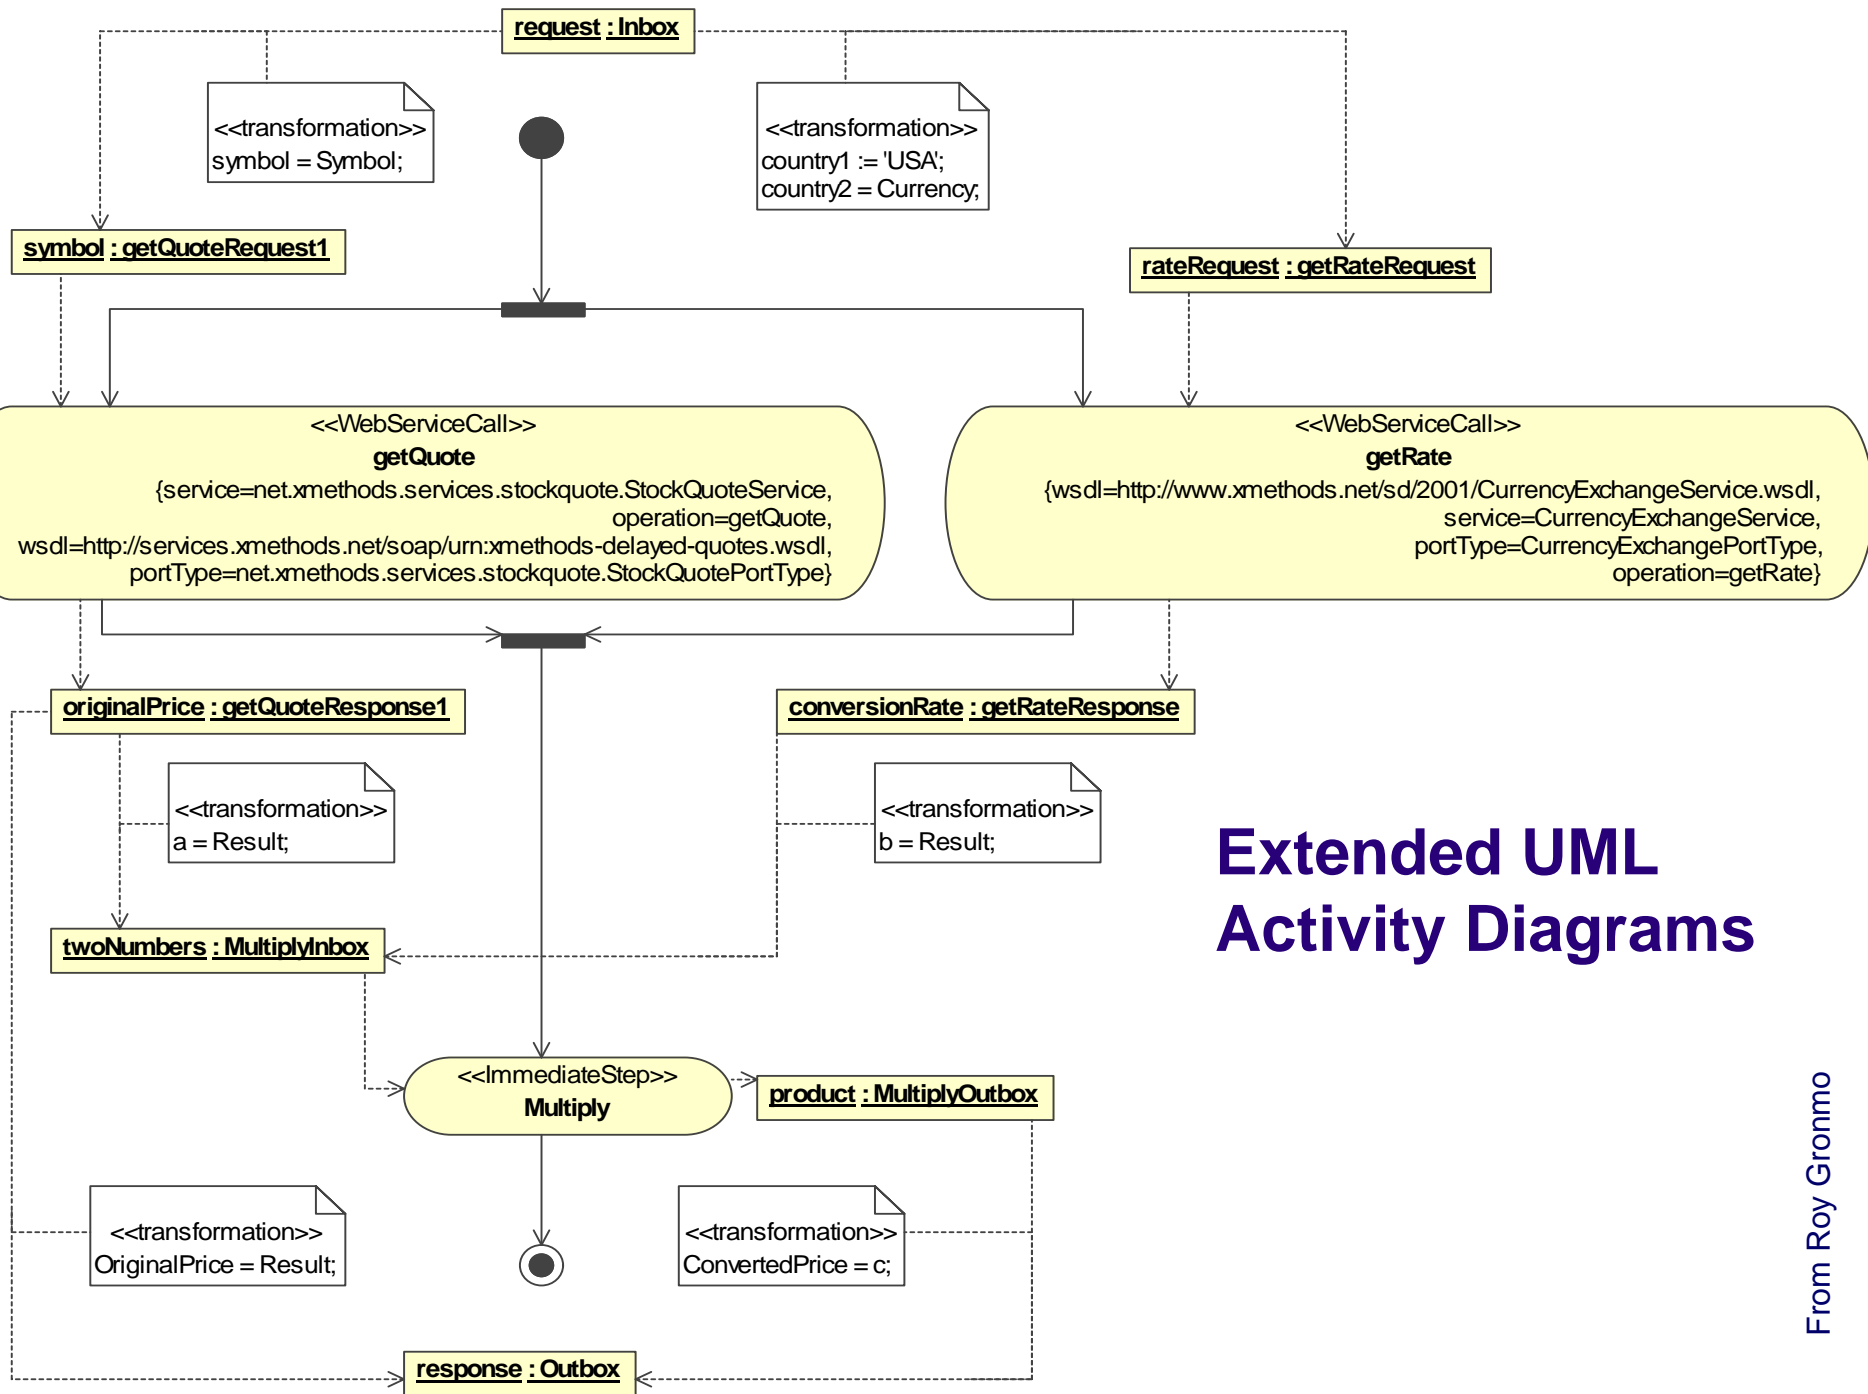 request : Inbox
<<transformation>>
symbol = Symbol;
<<transformation>>
country1 := 'USA';
country2 = Currency;
symbol : getQuoteRequest1
rateRequest : getRateRequest
<<WebServiceCall>>
getQuote
{service=net.xmethods.services.stockquote.StockQuoteService,
operation=getQuote,
wsdl=http://services.xmethods.net/soap/urn:xmethods-delayed-quotes.wsdl,
portType=net.xmethods.services.stockquote.StockQuotePortType}
<<WebServiceCall>>
getRate
{wsdl=http://www.xmethods.net/sd/2001/CurrencyExchangeService.wsdl,
service=CurrencyExchangeService,
portType=CurrencyExchangePortType,
operation=getRate}
originalPrice : getQuoteResponse1
conversionRate : getRateResponse
<<transformation>>
a = Result;
<<transformation>>
b = Result;
Extended UML
Activity Diagrams
twoNumbers : MultiplyInbox
<<ImmediateStep>>
Multiply
product : MultiplyOutbox
<<transformation>>
OriginalPrice = Result;
<<transformation>>
ConvertedPrice = c;
response : Outbox
From Roy Gronmo